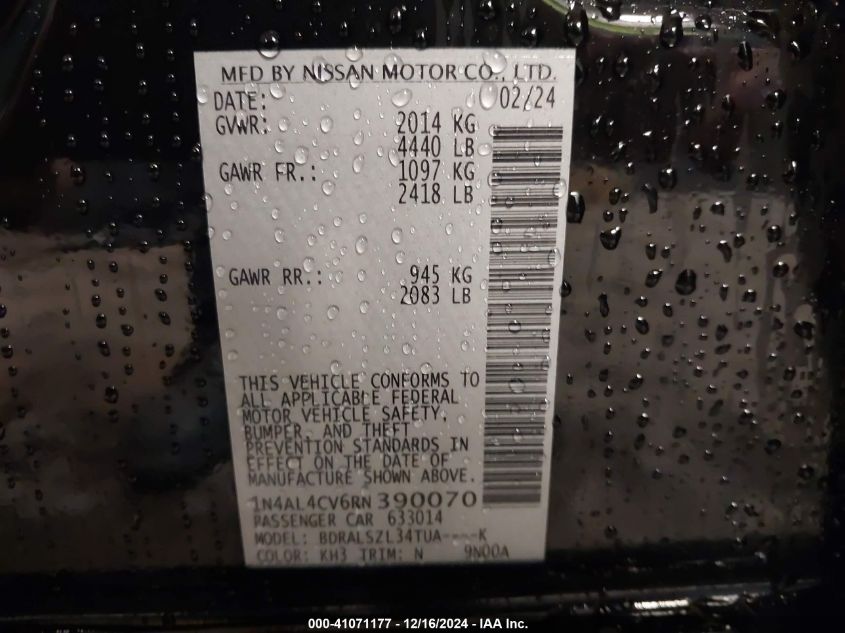 MFD BY NISSAN MOTOR CO., LTD.
DATE: 02/24
GVWR: 2014 KG
4440 LB
GAWR FR.: 1097 KG
2418 LB
GAWR RR.: 945 KG
2083 LB
THIS VEHICLE CONFORMS TO
ALL APPLICABLE FEDERAL
MOTOR VEHICLE SAFETY,
BUMPER, AND THEFT
PREVENTION STANDARDS IN
EFFECT ON THE DATE OF
MANUFACTURE SHOWN ABOVE.
1N4AL4CV6RN390070
PASSENGER CAR 633014
MODEL: BDRALSZL34TUA----K
COLOR: KH3 TRIM: N 9N00A
000-41071177 - 12/16/2024 - IAA Inc.